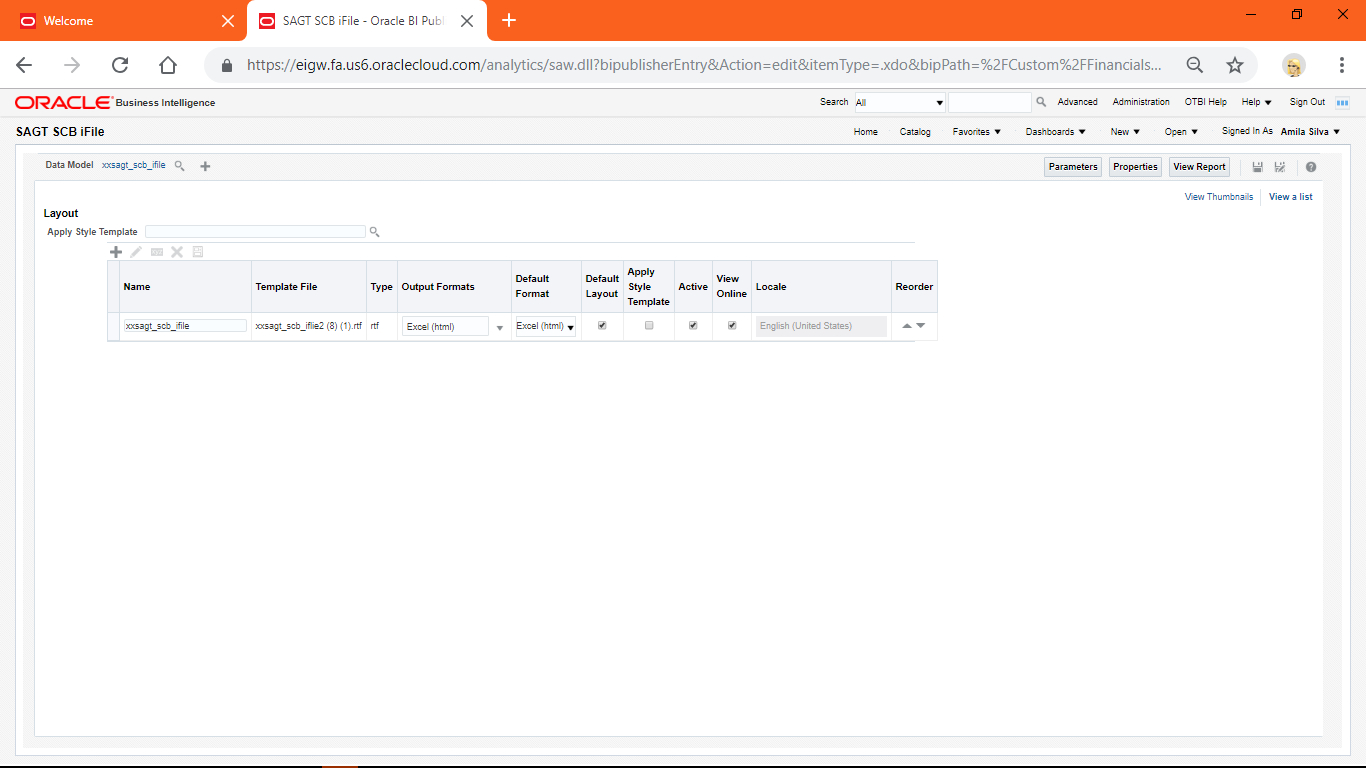 Welcome
SAGT SCB iFile - Oracle BI Publ
https://eigw.fa.us6.oraclecloud.com/analytics/saw.dll?bipublisherEntry&Action=edit&itemType=.xdo&bipPath=%2FCustom%2FFinancials...
ORACLE Business Intelligence
Search All Advanced Administration OTBI Help Help Sign Out
SAGT SCB iFile
Home Catalog Favorites Dashboards New Open Signed In As Amila Silva
Data Model xxsagt_scb_ifile
Parameters Properties View Report
View Thumbnails View a list
Layout
Apply Style Template
Name Template File Type Output Formats Default Format Default Layout Apply Style Template Active View Online Locale Reorder
xxsagt_scb_ifile xxsagt_scb_iflie2 (8) (1).rtf rtf Excel (html) Excel (html) English (United States)